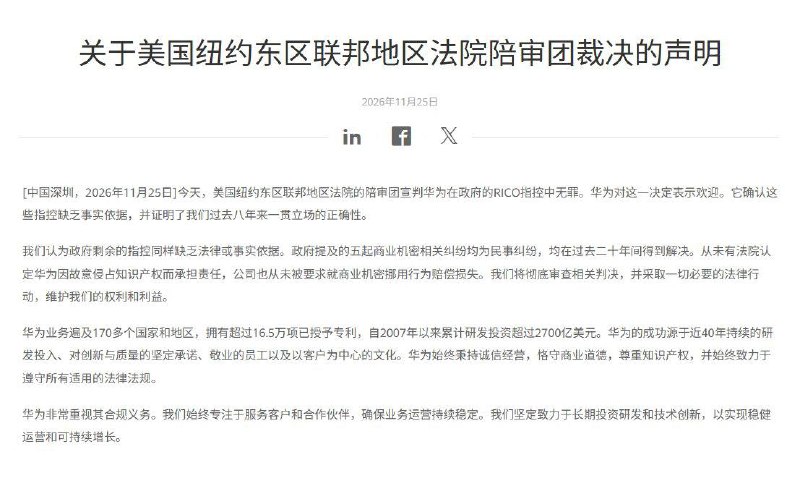 关于美国纽约东区联邦地区法院陪审团裁决的声明
2026年11月25日
in f X
[中国深圳，2026年11月25日]今天，美国纽约东区联邦地区法院的陪审团宣判华为在政府的RICO指控中无罪。华为对这一决定表示欢迎。它确认这
些指控缺乏事实依据，并证明了我们过去八年来一贯立场的正确性。
我们认为政府剩余的指控同样缺乏法律或事实依据。政府提及的五起商业机密相关纠纷均为民事纠纷，均在过去二十年间得到解决。从未有法院认
定华为因故意侵占知识产权而承担责任，公司也从未被要求就商业机密挪用行为赔偿损失。我们将彻底审查相关判决，并采取一切必要的法律行
动，维护我们的权利和利益。
华为业务遍及170多个国家和地区，拥有超过16.5万项已授予专利，自2007年以来累计研发投资超过2700亿美元。华为的成功源于近40年持续的研
发投入、对创新与质量的坚定承诺、敬业的员工以及以客户为中心的文化。华为始终秉持诚信经营，恪守商业道德，尊重知识产权，并始终致力于
遵守所有适用的法律法规。
华为非常重视其合规义务。我们始终专注于服务客户和合作伙伴，确保业务运营持续稳定。我们坚定致力于长期投资研发和技术创新，以实现稳健
运营和可持续增长。